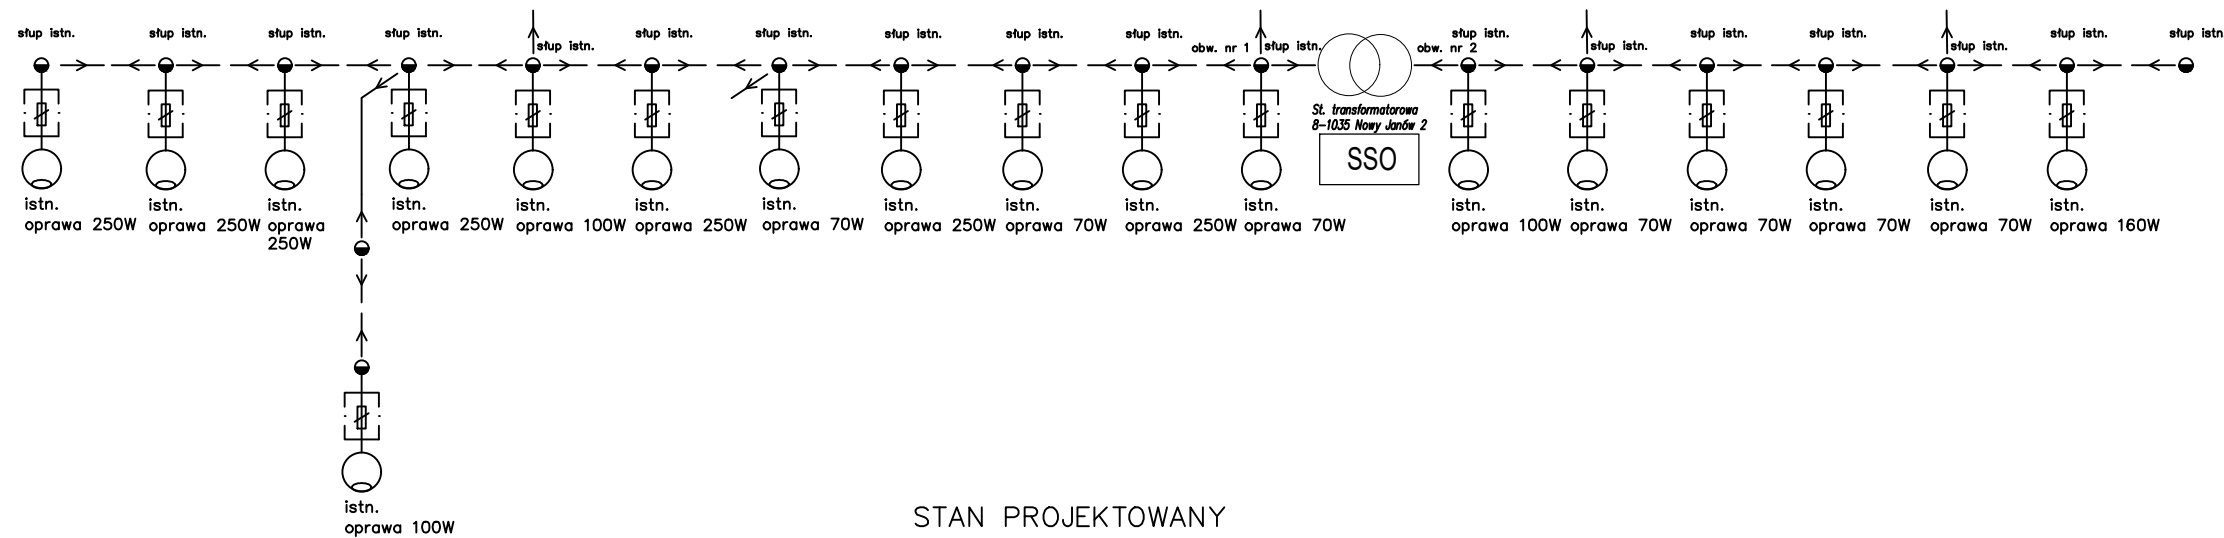 słup istn.
słup istn.
słup istn.
słup istn.
słup istn.
słup istn.
słup istn.
słup istn.
słup istn.
słup istn.
obw. nr 1
słup istn.
obw. nr 2
słup istn.
słup istn.
słup istn.
słup istn.
słup istn.
słup istn.
słup istn
St. transformatorowa
8-1035 Nowy Janów 2
SSO
istn.
oprawa 250W
istn.
oprawa 250W
istn.
oprawa
250W
istn.
oprawa 250W
istn.
oprawa 100W
istn.
oprawa 250W
istn.
oprawa 70W
istn.
oprawa 250W
istn.
oprawa 70W
istn.
oprawa 250W
istn.
oprawa 70W
istn.
oprawa 100W
istn.
oprawa 70W
istn.
oprawa 70W
istn.
oprawa 70W
istn.
oprawa 70W
istn.
oprawa 160W
istn.
oprawa 100W
STAN PROJEKTOWANY